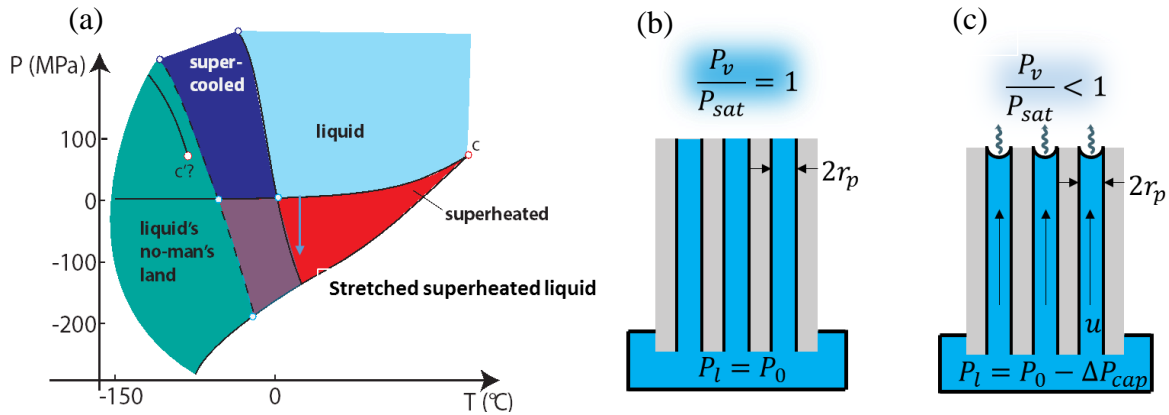 (a)
P (MPa)
100
0
-100
-200
-150
0
T (°C)
super-
cooled
liquid
c
c'?
superheated
liquid's
no-man's
land
Stretched superheated liquid
(b)
P_v
P_sat
= 1
2r_p
P_l = P_0
(c)
P_v
P_sat
< 1
2r_p
u
P_l = P_0 − ΔP_cap